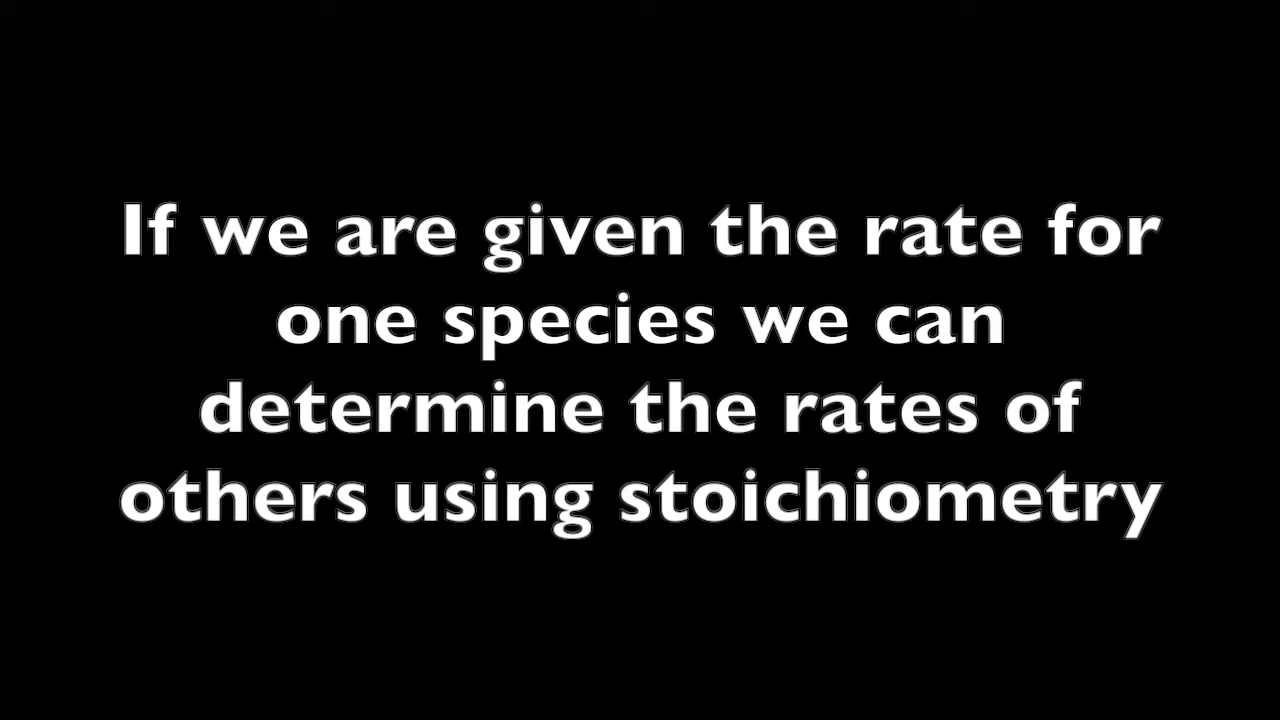 If we are given the rate for
one species we can
determine the rates of
others using stoichiometry